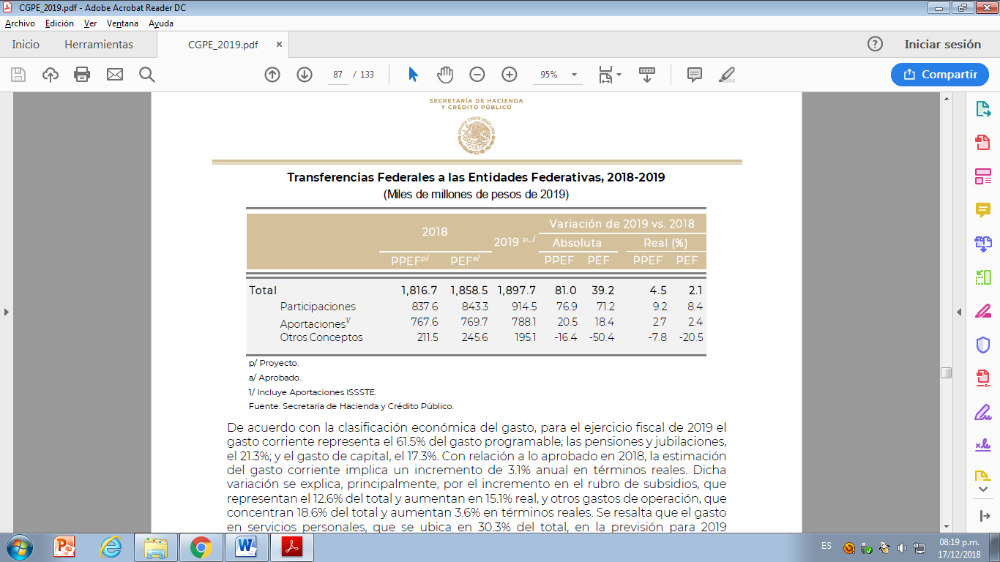 CGPE_2019.pdf - Adobe Acrobat Reader DC
Archivo Edición Ver Ventana Ayuda
Inicio Herramientas CGPE_2019.pdf × Iniciar sesión
87 / 133 95% Compartir
SECRETARÍA DE HACIENDA
Y CRÉDITO PÚBLICO
Transferencias Federales a las Entidades Federativas, 2018-2019
(Miles de millones de pesos de 2019)
Variación de 2019 vs. 2018
2018
2019 p_/ Absoluta Real (%)
PPEFp/ PEFa/ PPEF PEF PPEF PEF
Total 1,816.7 1,858.5 1,897.7 81.0 39.2 4.5 2.1
Participaciones 837.6 843.3 914.5 76.9 71.2 9.2 8.4
Aportaciones1/ 767.6 769.7 788.1 20.5 18.4 2.7 2.4
Otros Conceptos 211.5 245.6 195.1 -16.4 -50.4 -7.8 -20.5
p/ Proyecto.
a/ Aprobado.
1/ Incluye Aportaciones ISSSTE.
Fuente: Secretaría de Hacienda y Crédito Público.
De acuerdo con la clasificación económica del gasto, para el ejercicio fiscal de 2019 el
gasto corriente representa el 61.5% del gasto programable; las pensiones y jubilaciones,
el 21.3%; y el gasto de capital, el 17.3%. Con relación a lo aprobado en 2018, la estimación
del gasto corriente implica un incremento de 3.1% anual en términos reales. Dicha
variación se explica, principalmente, por el incremento en el rubro de subsidios, que
representan el 12.6% del total y aumentan en 15.1% real, y otros gastos de operación, que
concentran 18.6% del total y aumentan 3.6% en términos reales. Se resalta que el gasto
en servicios personales, que se ubica en 30.3% del total, en la previsión para 2019
ES 08:19 p.m.
17/12/2018